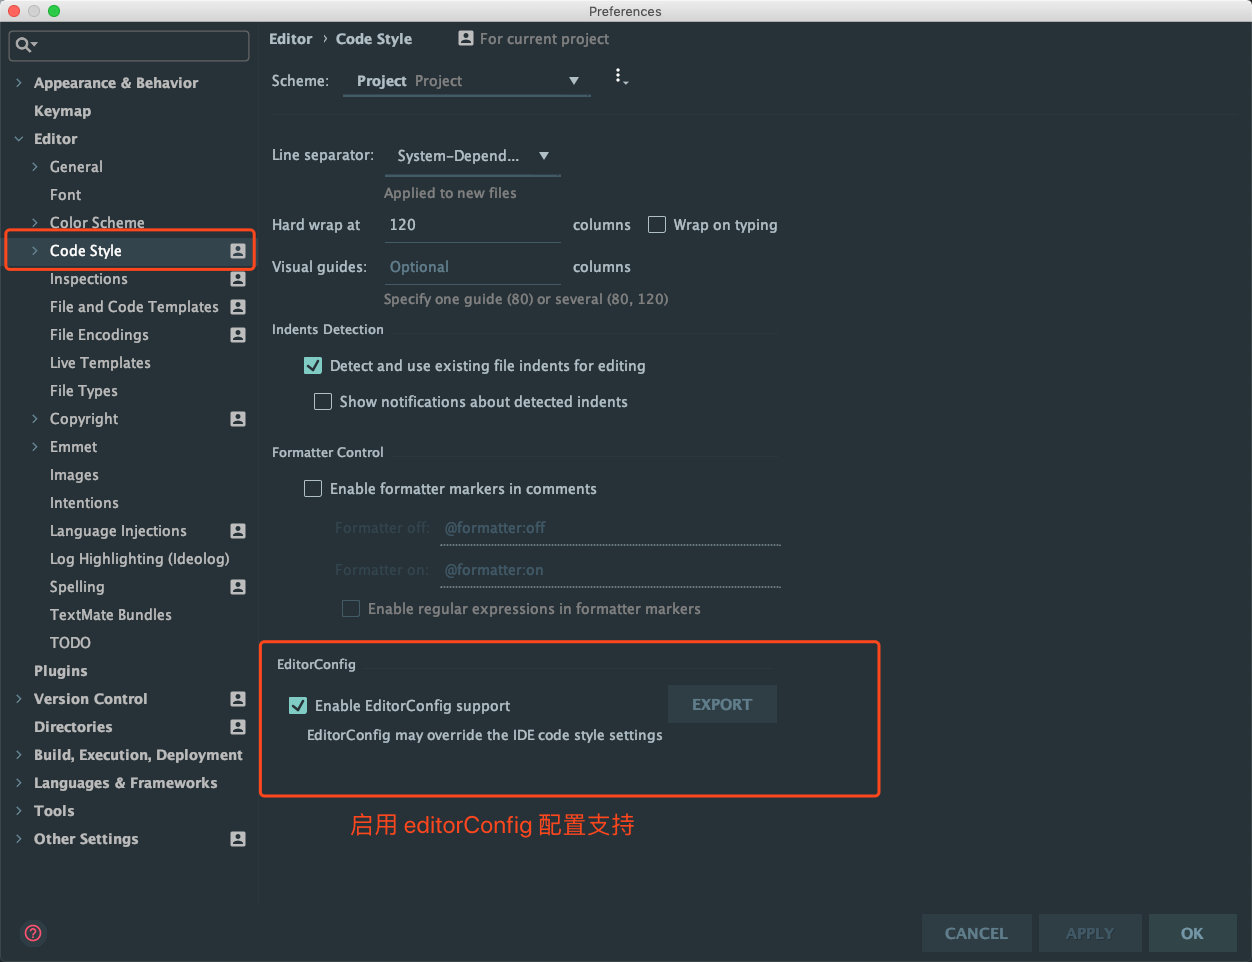 Preferences
Appearance & Behavior
Keymap
Editor
General
Font
Color Scheme
Code Style
Inspections
File and Code Templates
File Encodings
Live Templates
File Types
Copyright
Emmet
Images
Intentions
Language Injections
Log Highlighting (Ideolog)
Spelling
TextMate Bundles
TODO
Plugins
Version Control
Directories
Build, Execution, Deployment
Languages & Frameworks
Tools
Other Settings
Editor › Code Style For current project
Scheme: Project Project
Line separator: System-Depend...
Applied to new files
Hard wrap at 120 columns Wrap on typing
Visual guides: Optional columns
Specify one guide (80) or several (80, 120)
Indents Detection
Detect and use existing file indents for editing
Show notifications about detected indents
Formatter Control
Enable formatter markers in comments
Formatter off: @formatter:off
Formatter on: @formatter:on
Enable regular expressions in formatter markers
EditorConfig
Enable EditorConfig support EXPORT
EditorConfig may override the IDE code style settings
启用 editorConfig 配置支持
? CANCEL APPLY OK